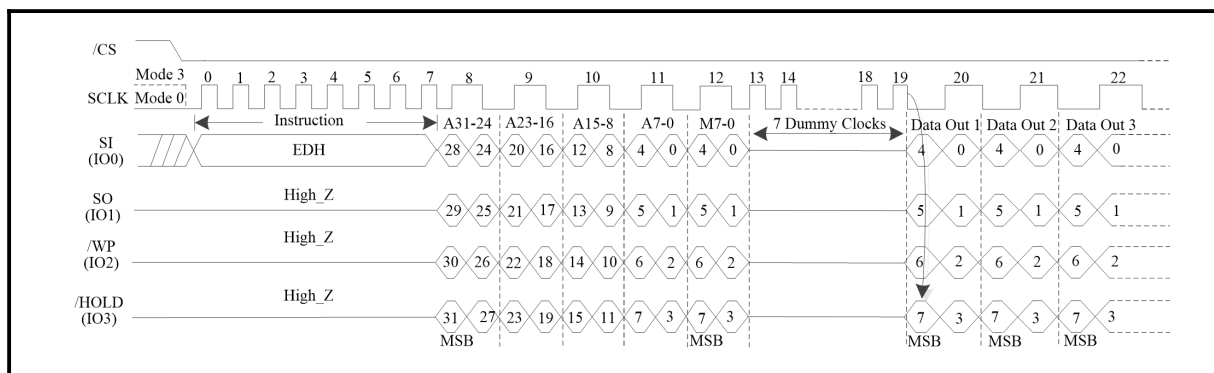 /CS
Mode 3 0 1 2 3 4 5 6 7 8 9 10 11 12 13 14 18 19 20 21 22
SCLK Mode 0
Instruction A31-24 A23-16 A15-8 A7-0 M7-0 7 Dummy Clocks Data Out 1 Data Out 2 Data Out 3
SI
(IO0)
EDH 28 24 20 16 12 8 4 0 4 0 4 0 4 0 4 0
High_Z
SO
(IO1)
29 25 21 17 13 9 5 1 5 1 5 1 5 1 5 1
High_Z
/WP
(IO2)
30 26 22 18 14 10 6 2 6 2 6 2 6 2 6 2
High_Z
/HOLD
(IO3)
31 27 23 19 15 11 7 3 7 3 7 3 7 3 7 3
MSB MSB MSB MSB MSB